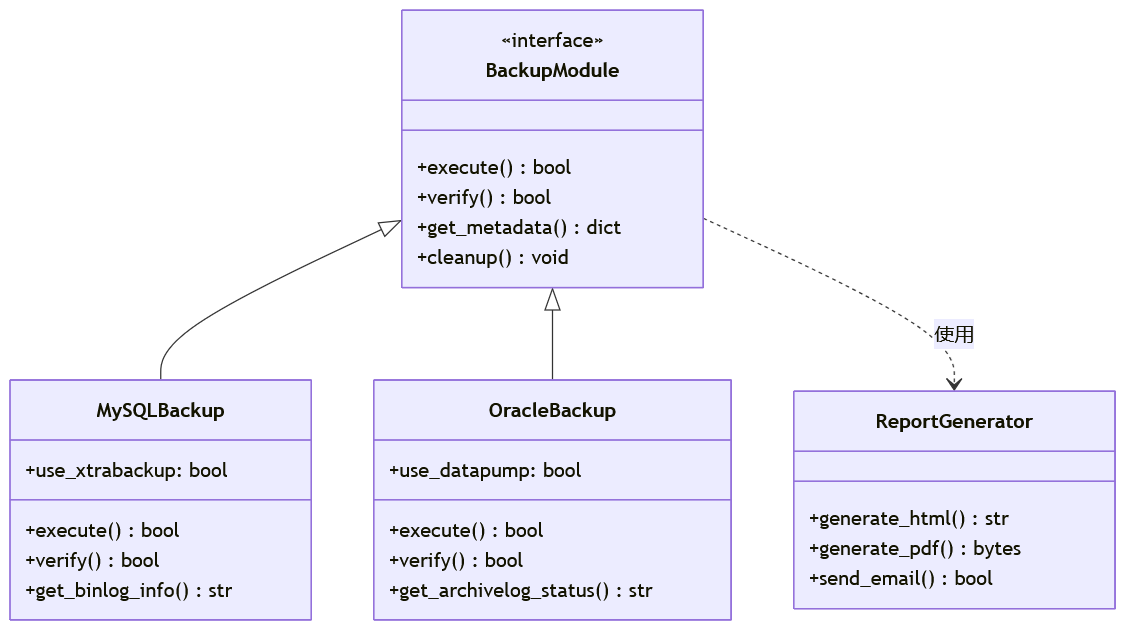 «interface»
BackupModule
+execute() : bool
+verify() : bool
+get_metadata() : dict
+cleanup() : void
使用
MySQLBackup
+use_xtrabackup: bool
+execute() : bool
+verify() : bool
+get_binlog_info() : str
OracleBackup
+use_datapump: bool
+execute() : bool
+verify() : bool
+get_archivelog_status() : str
ReportGenerator
+generate_html() : str
+generate_pdf() : bytes
+send_email() : bool